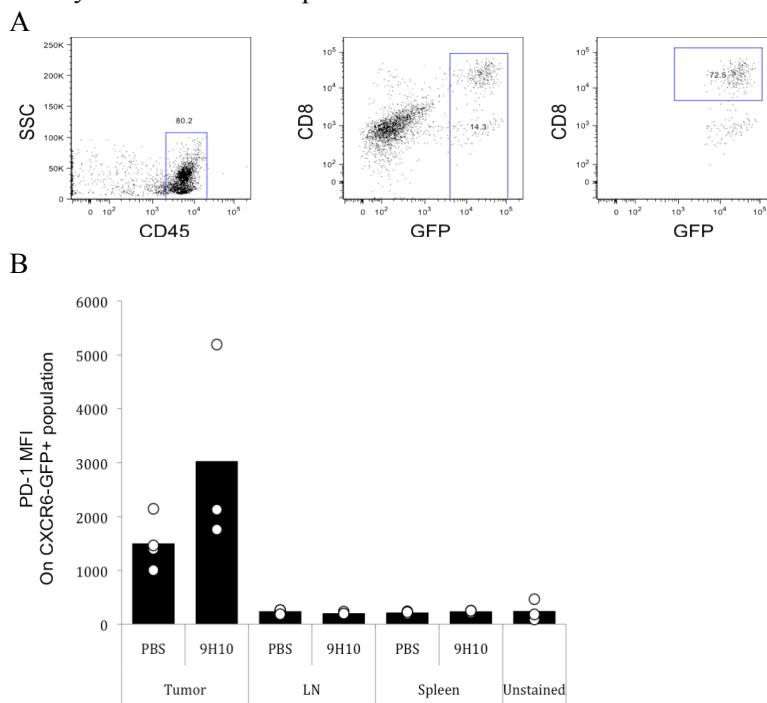 A
250K
200K
150K
100K
50K
0
SSC
80.2
0 10² 10³ 10⁴ 10⁵
CD45
10⁵
10⁴
10³
10²
0
CD8
14.3
0 10² 10³ 10⁴ 10⁵
GFP
10⁵
10⁴
10³
10²
0
CD8
72.5
0 10² 10³ 10⁴ 10⁵
GFP
B
6000
5000
4000
3000
2000
1000
0
PD-1 MFI
On CXCR6-GFP+ population
PBS 9H10 PBS 9H10 PBS 9H10
Tumor LN Spleen Unstained